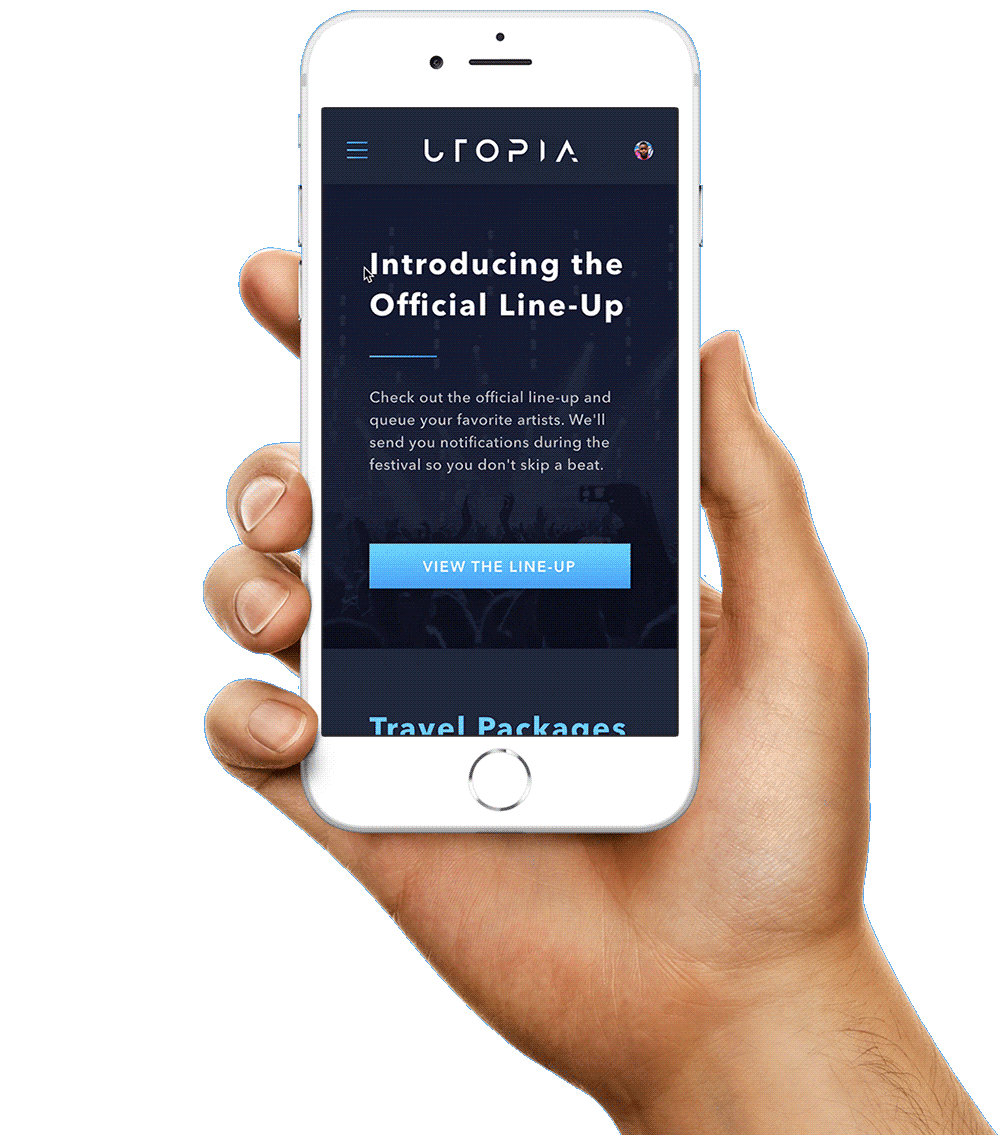 UTOPIA
Introducing the
Official Line-Up
Check out the official line-up and
queue your favorite artists. We'll
send you notifications during the
festival so you don't skip a beat.
VIEW THE LINE-UP
Travel Packages